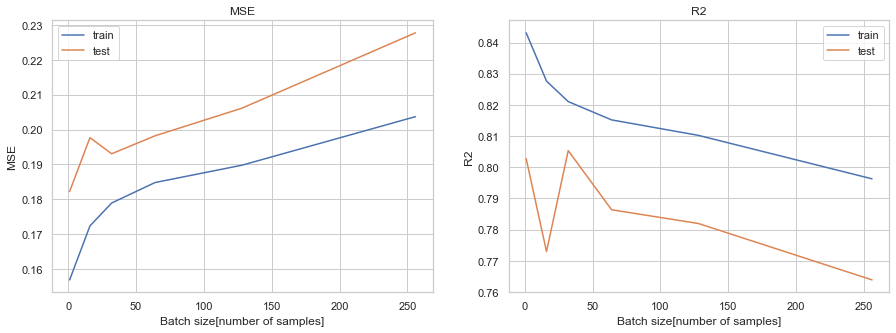 MSE
0.23
0.22
0.21
0.20
0.19
0.18
0.17
0.16
MSE
train
test
0
50
100
150
200
250
Batch size[number of samples]
R2
0.84
0.83
0.82
0.81
0.80
0.79
0.78
0.77
0.76
R2
train
test
0
50
100
150
200
250
Batch size[number of samples]